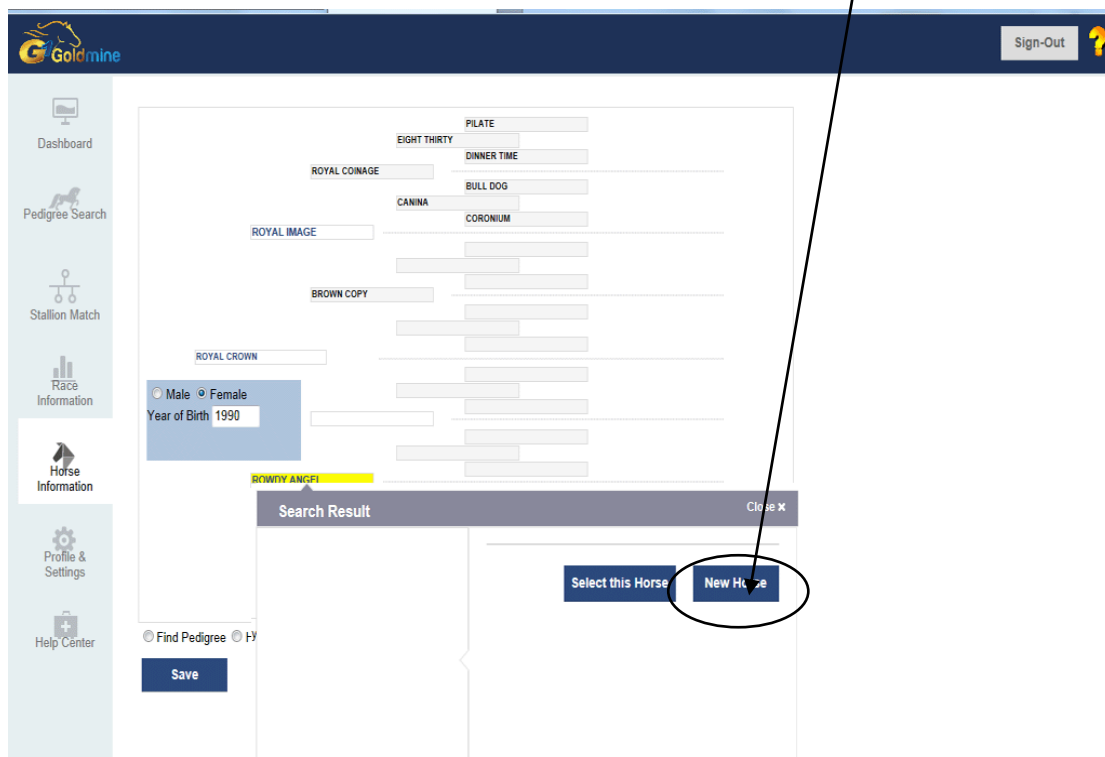 G1 Goldmine
Sign-Out
?
Dashboard
Pedigree Search
Stallion Match
Race
Information
Horse
Information
Profile &
Settings
Help Center
PILATE
EIGHT THIRTY
DINNER TIME
ROYAL COINAGE
BULL DOG
CANINA
CORONIUM
ROYAL IMAGE
BROWN COPY
ROYAL CROWN
Male Female
Year of Birth 1990
ROWDY ANGEL
Search Result Close x
Select this Horse New Horse
Find Pedigree Hy
Save